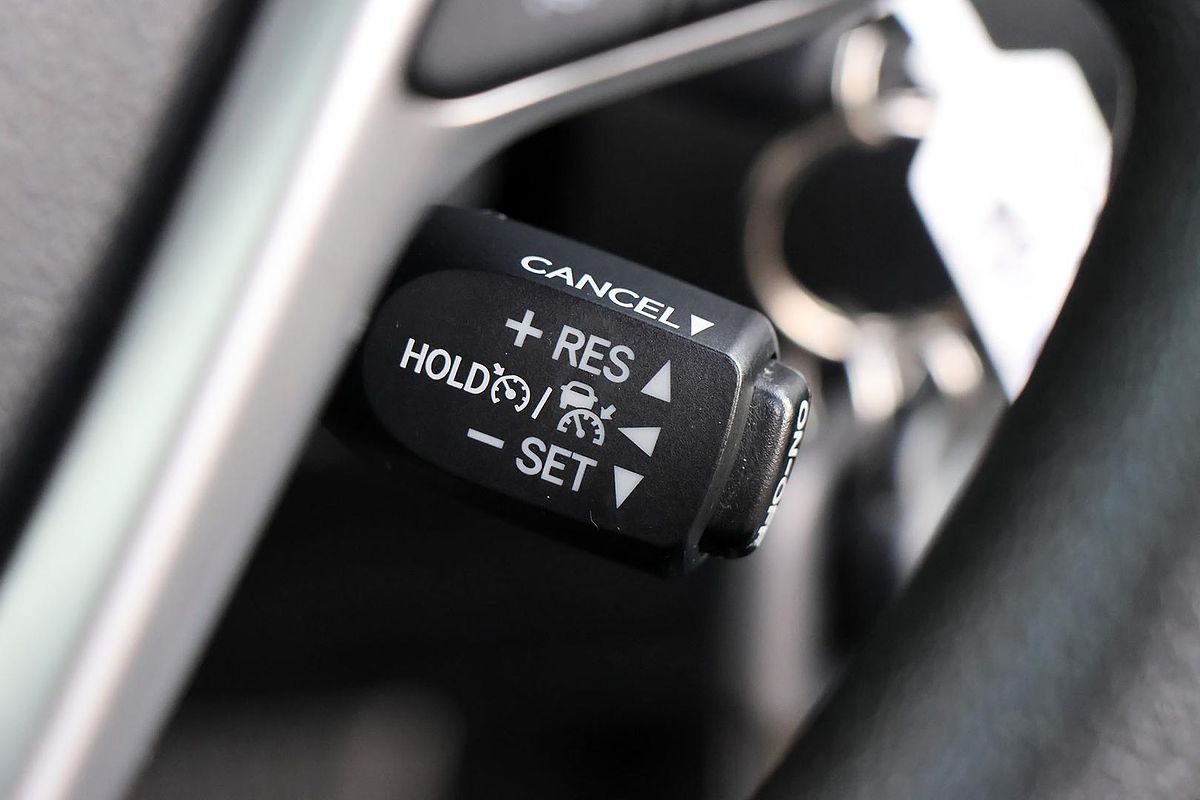 CANCEL▼
+ RES ▲
HOLD / ◀
− SET ▼
ON-OFF